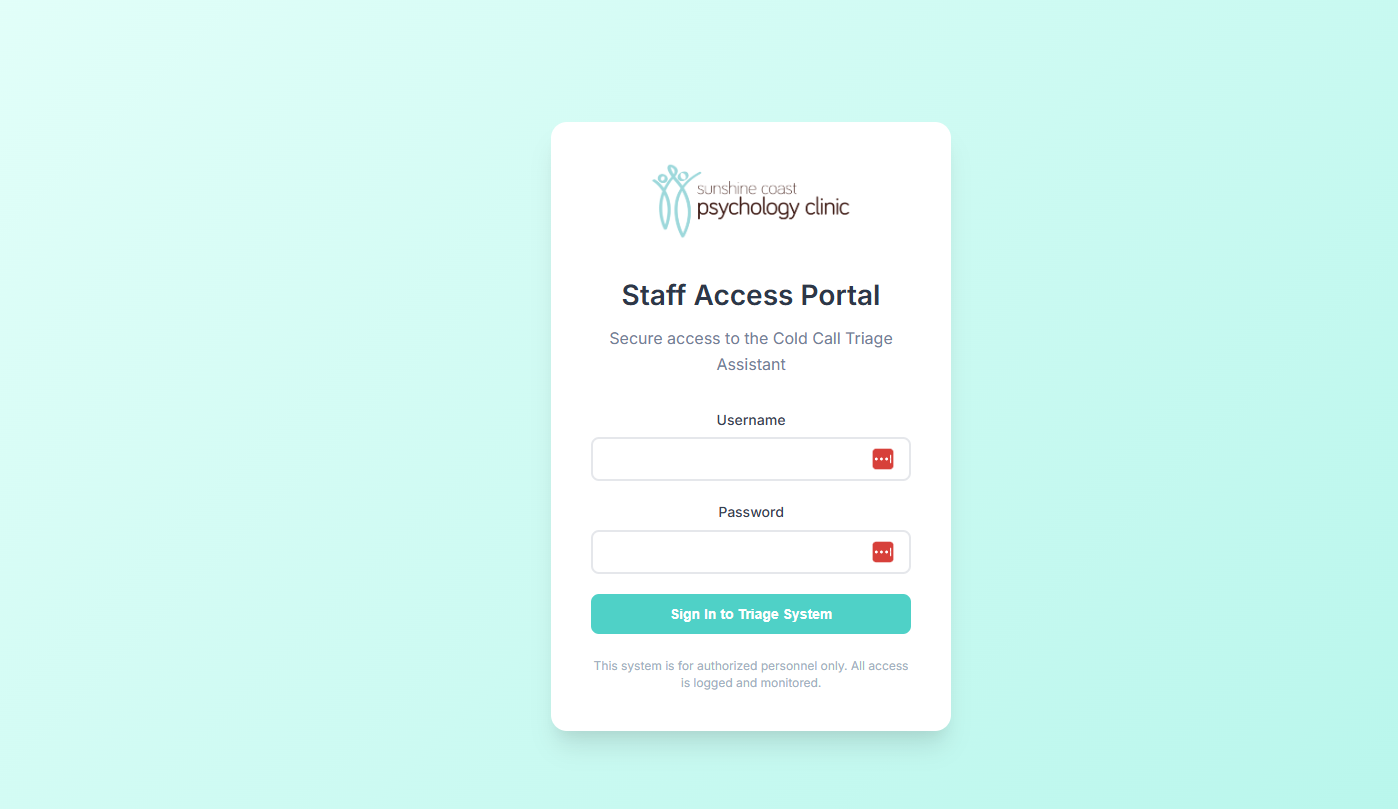 sunshine coast
psychology clinic
Staff Access Portal
Secure access to the Cold Call Triage
Assistant
Username
Password
Sign In to Triage System
This system is for authorized personnel only. All access
is logged and monitored.